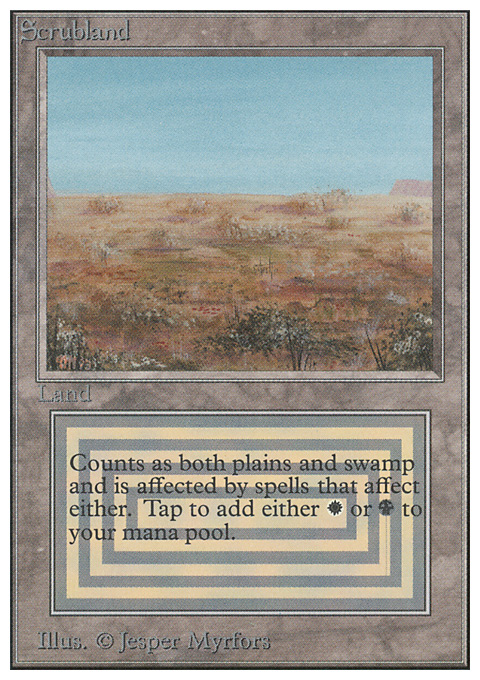 Scrubland
Land
Counts as both plains and swamp
and is affected by spells that affect
either. Tap to add either or to
your mana pool.
Illus. © Jesper Myrfors